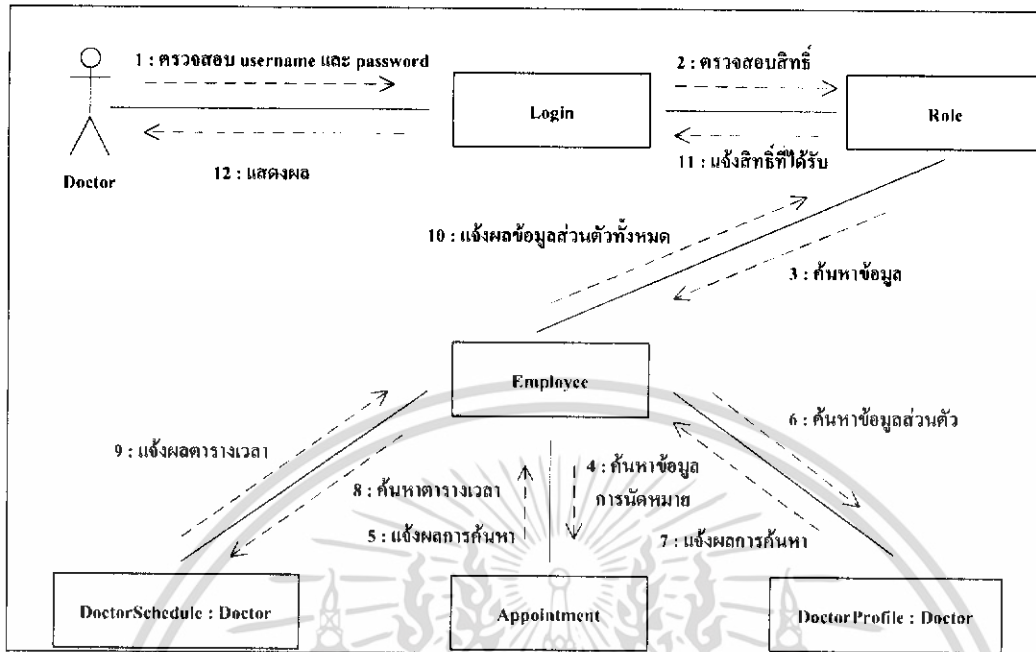 1 : ตรวจสอบ username และ password
2 : ตรวจสอบสิทธิ์
Login
Role
12 : แสดงผล
11 : แจ้งสิทธิ์ที่ได้รับ
Doctor
10 : แจ้งผลข้อมูลส่วนตัวทั้งหมด
3 : ค้นหาข้อมูล
Employee
6 : ค้นหาข้อมูลส่วนตัว
9 : แจ้งผลตารางเวลา
4 : ค้นหาข้อมูล
การนัดหมาย
8 : ค้นหาตารางเวลา
5 : แจ้งผลการค้นหา
7 : แจ้งผลการค้นหา
DoctorSchedule : Doctor
Appointment
DoctorProfile : Doctor